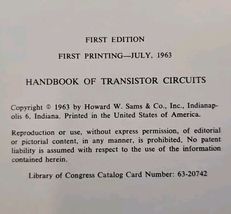 FIRST EDITION
FIRST PRINTING—JULY, 1963
HANDBOOK OF TRANSISTOR CIRCUITS
Copyright © 1963 by Howard W. Sams & Co., Inc., Indianap-
olis 6, Indiana. Printed in the United States of America.
Reproduction or use, without express permission, of editorial
or pictorial content, in any manner, is prohibited. No patent
liability is assumed with respect to the use of the information
contained herein.
Library of Congress Catalog Card Number: 63-20742